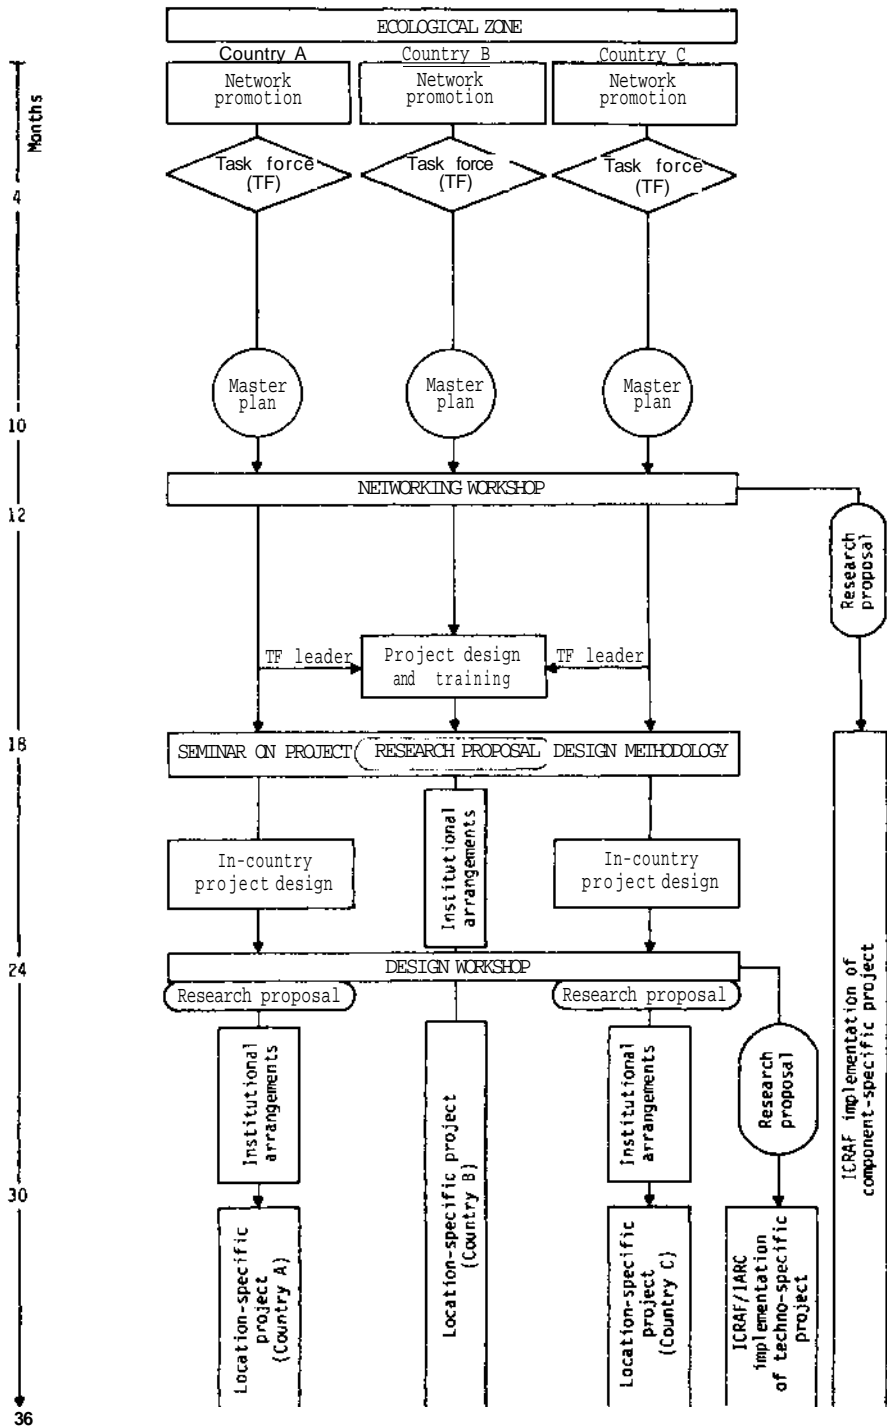 ECOLOGICAL ZONE
Country A
Country B
Country C
Months
Network
promotion
Network
promotion
Network
promotion
Task force
(TF)
Task force
(TF)
Task force
(TF)
4
Master
plan
Master
plan
Master
plan
10
NETWORKING WORKSHOP
12
Research
proposal
TF leader
Project design
and training
TF leader
18
SEMINAR ON PROJECT RESEARCH PROPOSAL DESIGN METHODOLOGY
In-country
project design
Institutional
arrangements
In-country
project design
24
DESIGN WORKSHOP
Research proposal
Research proposal
Institutional
arrangements
Location-specific project
(Country B)
Institutional
arrangements
Research
proposal
ICRAF implementation of
component-specific project
30
Location-specific
project
(Country A)
Location-specific
project
(Country C)
ICRAF/IARC
implementation
of techno-specific
project
36